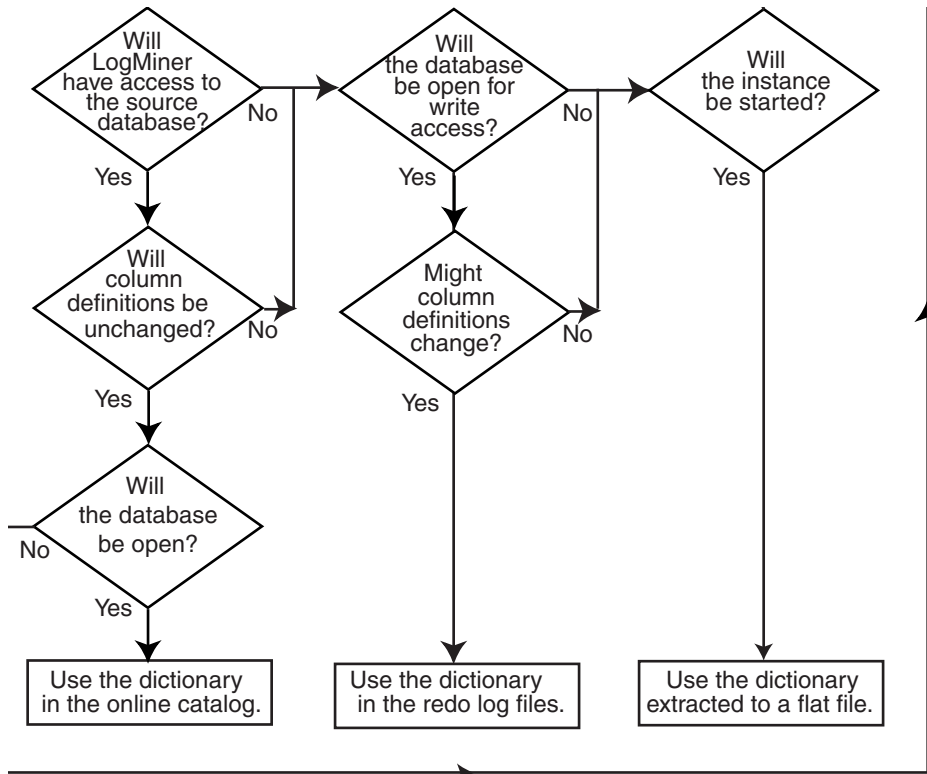 Will
LogMiner
have access to
the source
database?
No
Yes
Will
column
definitions be
unchanged?
No
Yes
Will
the database
be open?
No
Yes
Use the dictionary
in the online catalog.
Will
the database
be open for
write
access?
No
Yes
Might
column
definitions
change?
No
Yes
Use the dictionary
in the redo log files.
Will
the instance
be started?
Yes
Use the dictionary
extracted to a flat file.